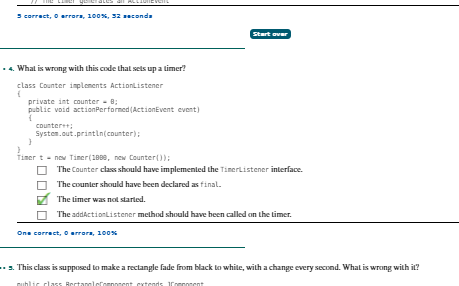 // The timer generates an ActionEvent
5 correct, 0 errors, 100%, 52 seconds
Start over
•• 4. What is wrong with this code that sets up a timer?
class Counter implements ActionListener
{
private int counter = 0;
public void actionPerformed(ActionEvent event)
{
counter++;
System.out.println(counter);
}
}
Timer t = new Timer(1000, new Counter());
The Counter class should have implemented the TimerListener interface.
The counter should have been declared as final.
The timer was not started.
The addActionListener method should have been called on the timer.
One correct, 0 errors, 100%
•• 5. This class is supposed to make a rectangle fade from black to white, with a change every second. What is wrong with it?
public class RectangleComponent extends JComponent